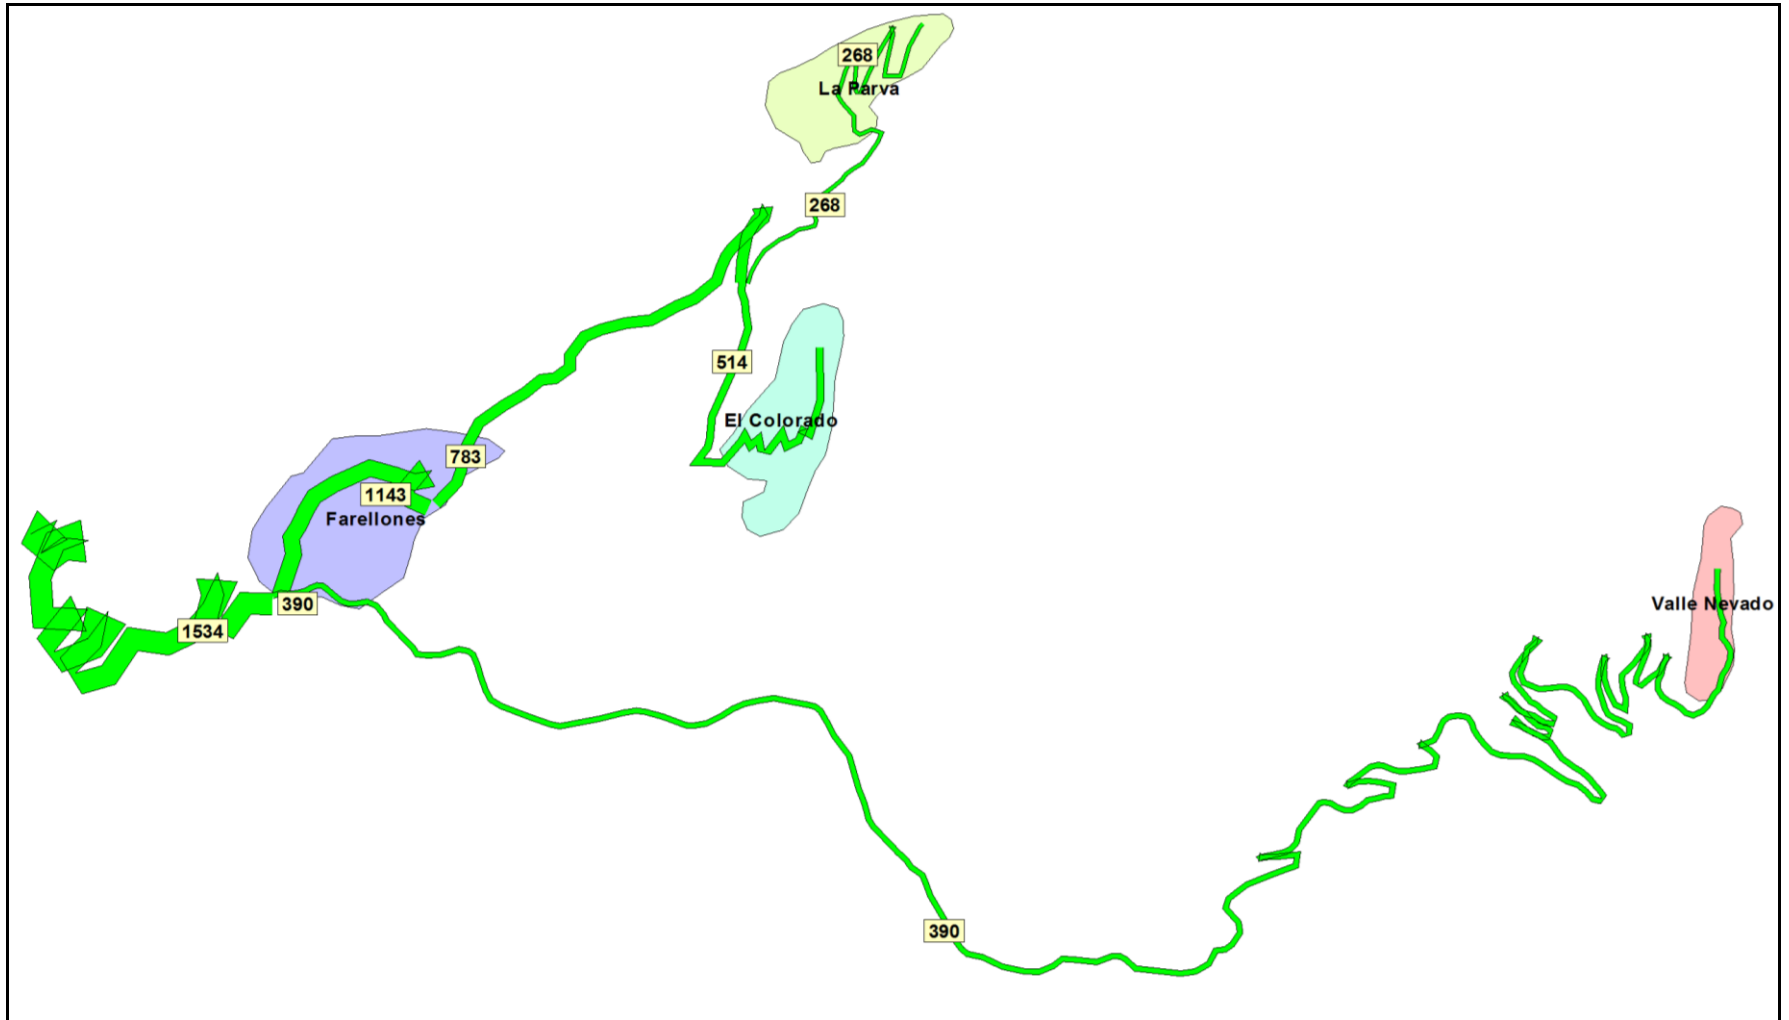 268
La Parva
268
514
El Colorado
783
1143
Farellones
390
1534
Valle Nevado
390